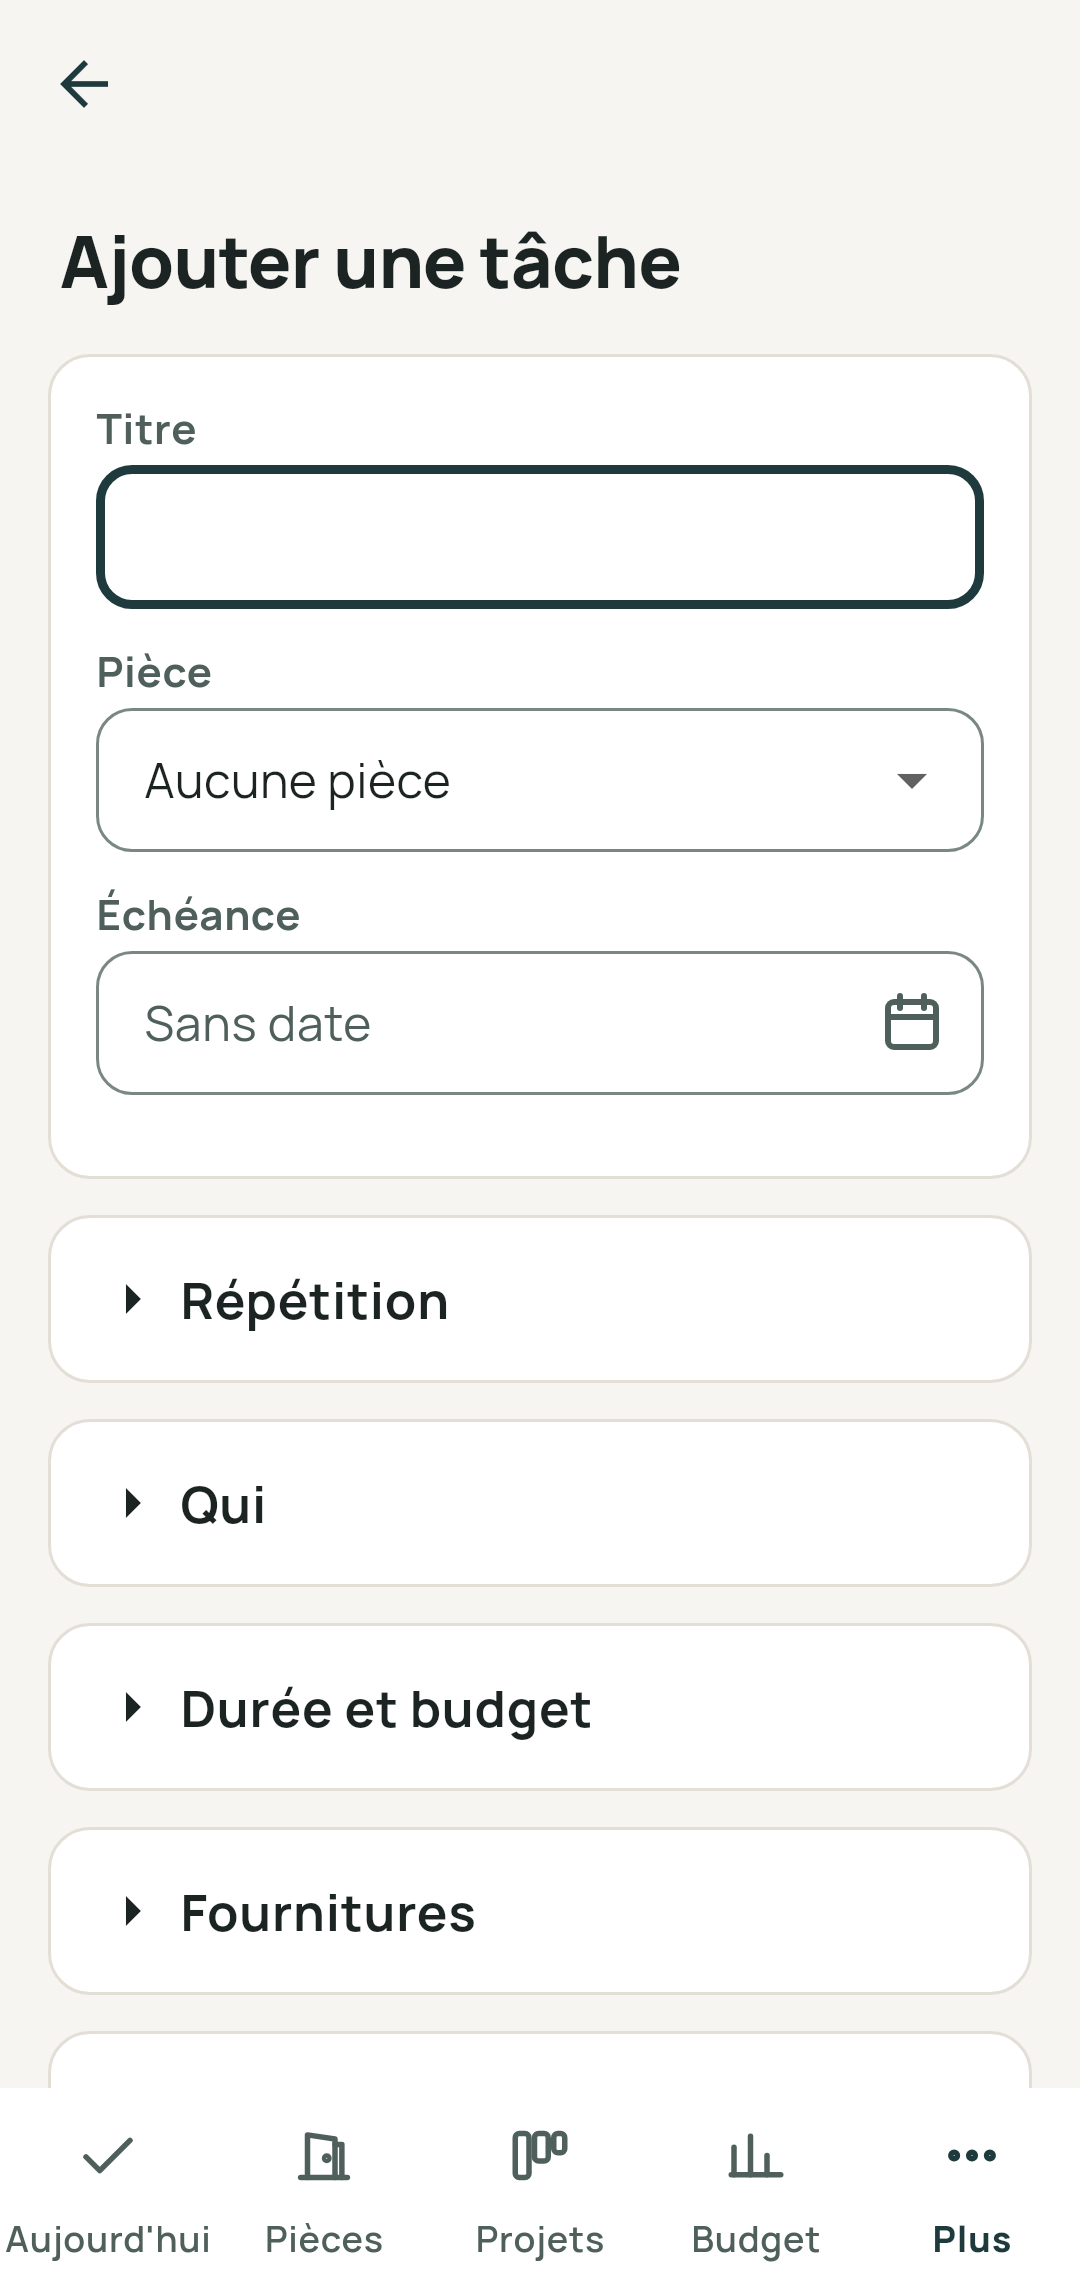 Ajouter une tâche
Titre
Pièce
Aucune pièce
Échéance
Sans date
Répétition
Qui
Durée et budget
Fournitures
Aujourd'hui
Pièces
Projets
Budget
Plus